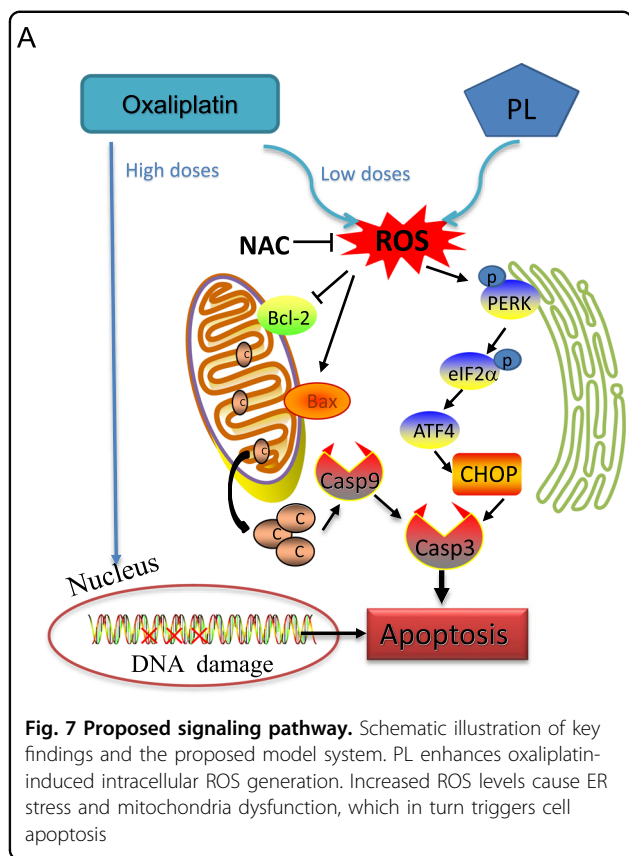 A
Oxaliplatin
PL
High doses
Low doses
NAC
ROS
p
PERK
Bcl-2
c
eIF2α
p
c
Bax
ATF4
c
Casp9
CHOP
C
C
C
Casp3
Nucleus
Apoptosis
DNA damage
Fig. 7 Proposed signaling pathway. Schematic illustration of key
findings and the proposed model system. PL enhances oxaliplatin-
induced intracellular ROS generation. Increased ROS levels cause ER
stress and mitochondria dysfunction, which in turn triggers cell
apoptosis